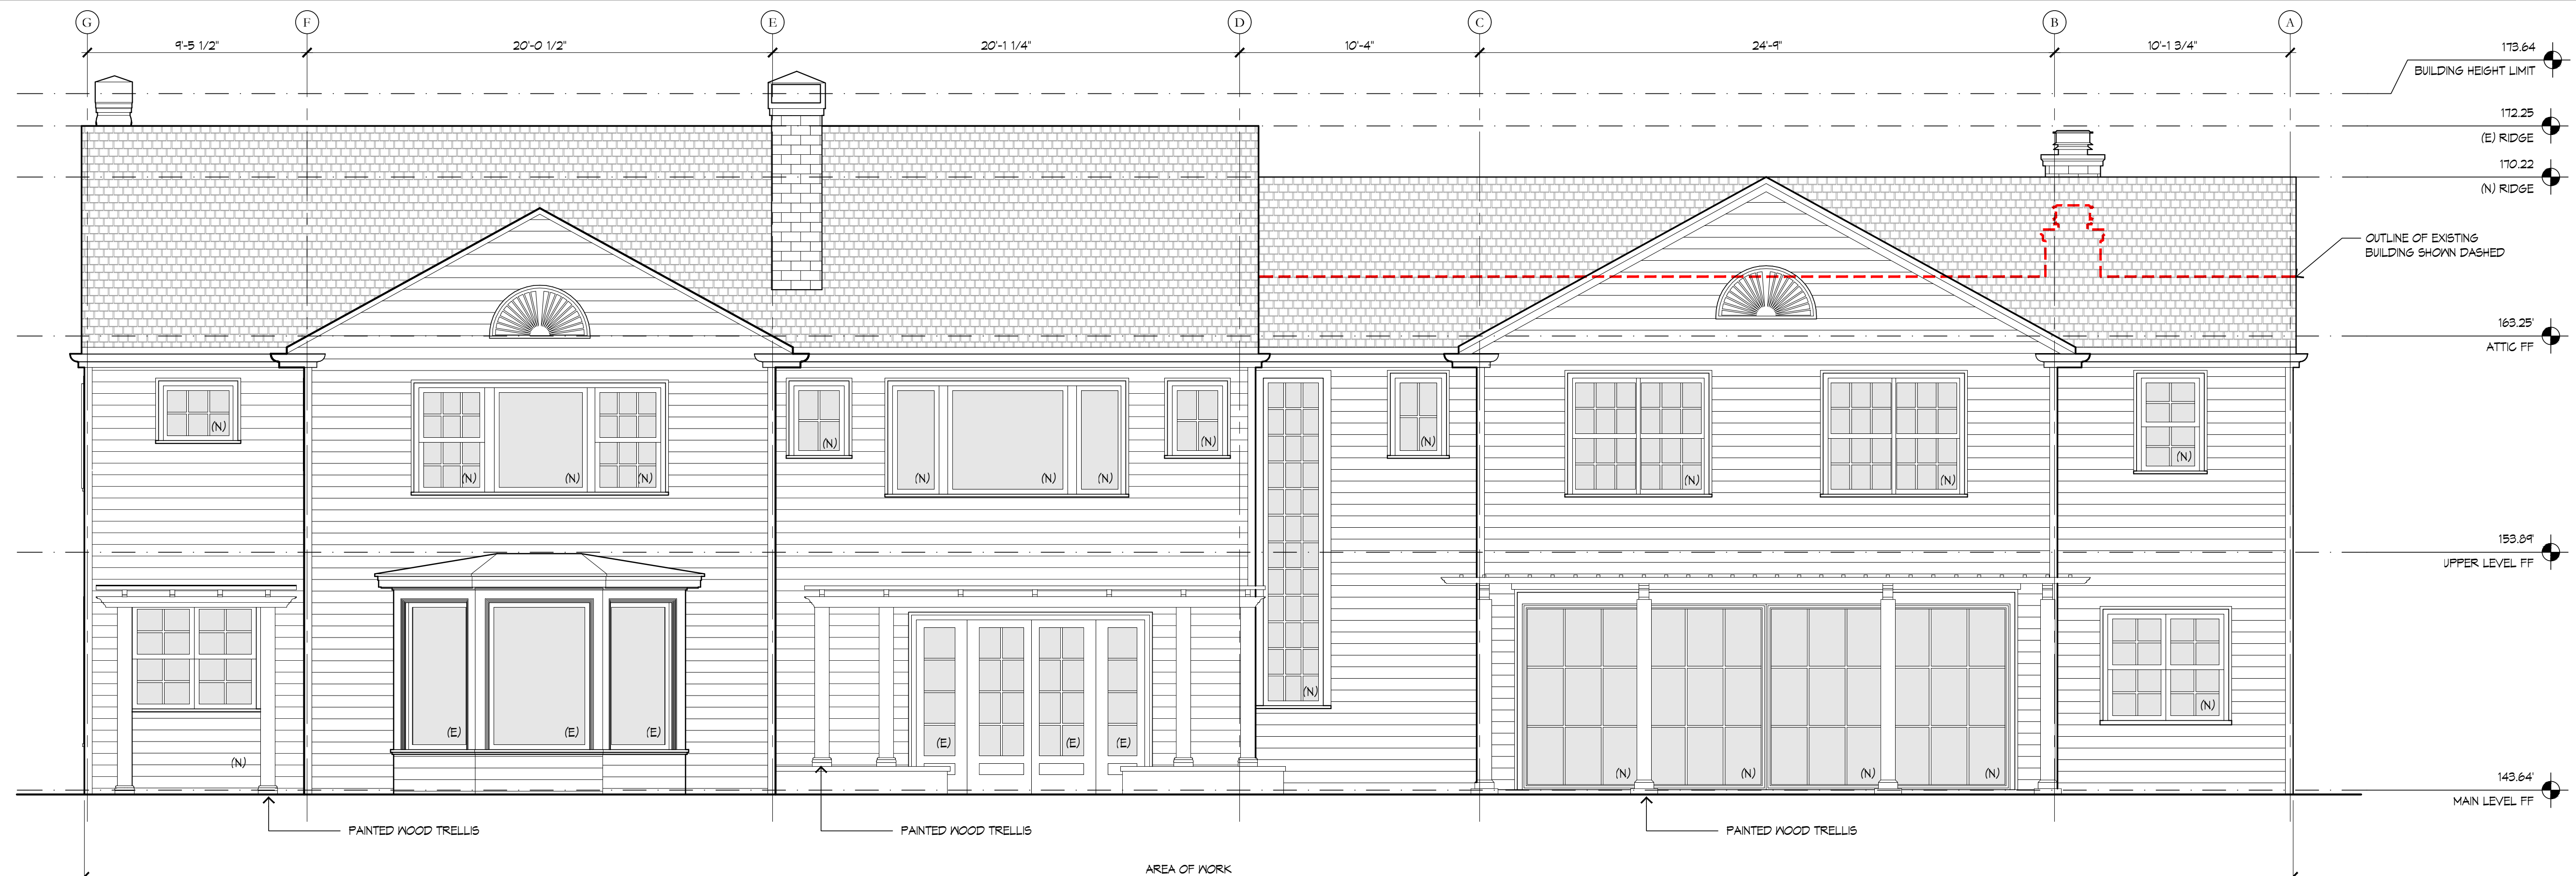 G F E D C B A
9'-5 1/2" 20'-0 1/2" 20'-1 1/4" 10'-4" 24'-9" 10'-1 3/4"
173.64
BUILDING HEIGHT LIMIT
172.25
(E) RIDGE
170.22
(N) RIDGE
OUTLINE OF EXISTING
BUILDING SHOWN DASHED
163.25'
ATTIC FF
(N) (N) (N) (N) (N) (N) (N) (N) (N) (N) (N) (N) (N) (N)
153.89'
UPPER LEVEL FF
(N)
(N)
(E) (E) (E) (E) (E) (E)
(N) (N) (N) (N) (N)
143.64'
MAIN LEVEL FF
PAINTED WOOD TRELLIS PAINTED WOOD TRELLIS PAINTED WOOD TRELLIS
AREA OF WORK